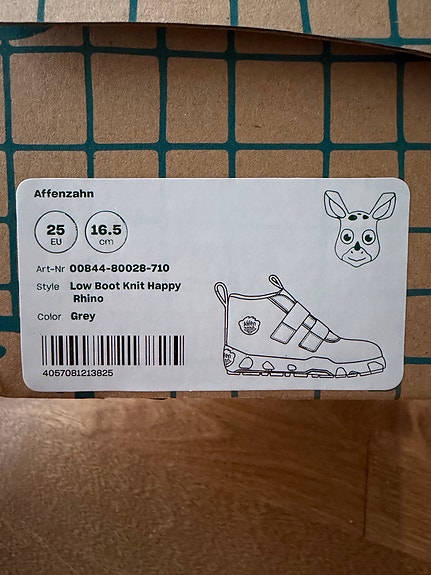 Affenzahn
25
EU
16.5
cm
Art-Nr 00844-80028-710
Style Low Boot Knit Happy
Rhino
Color Grey
4057081213825